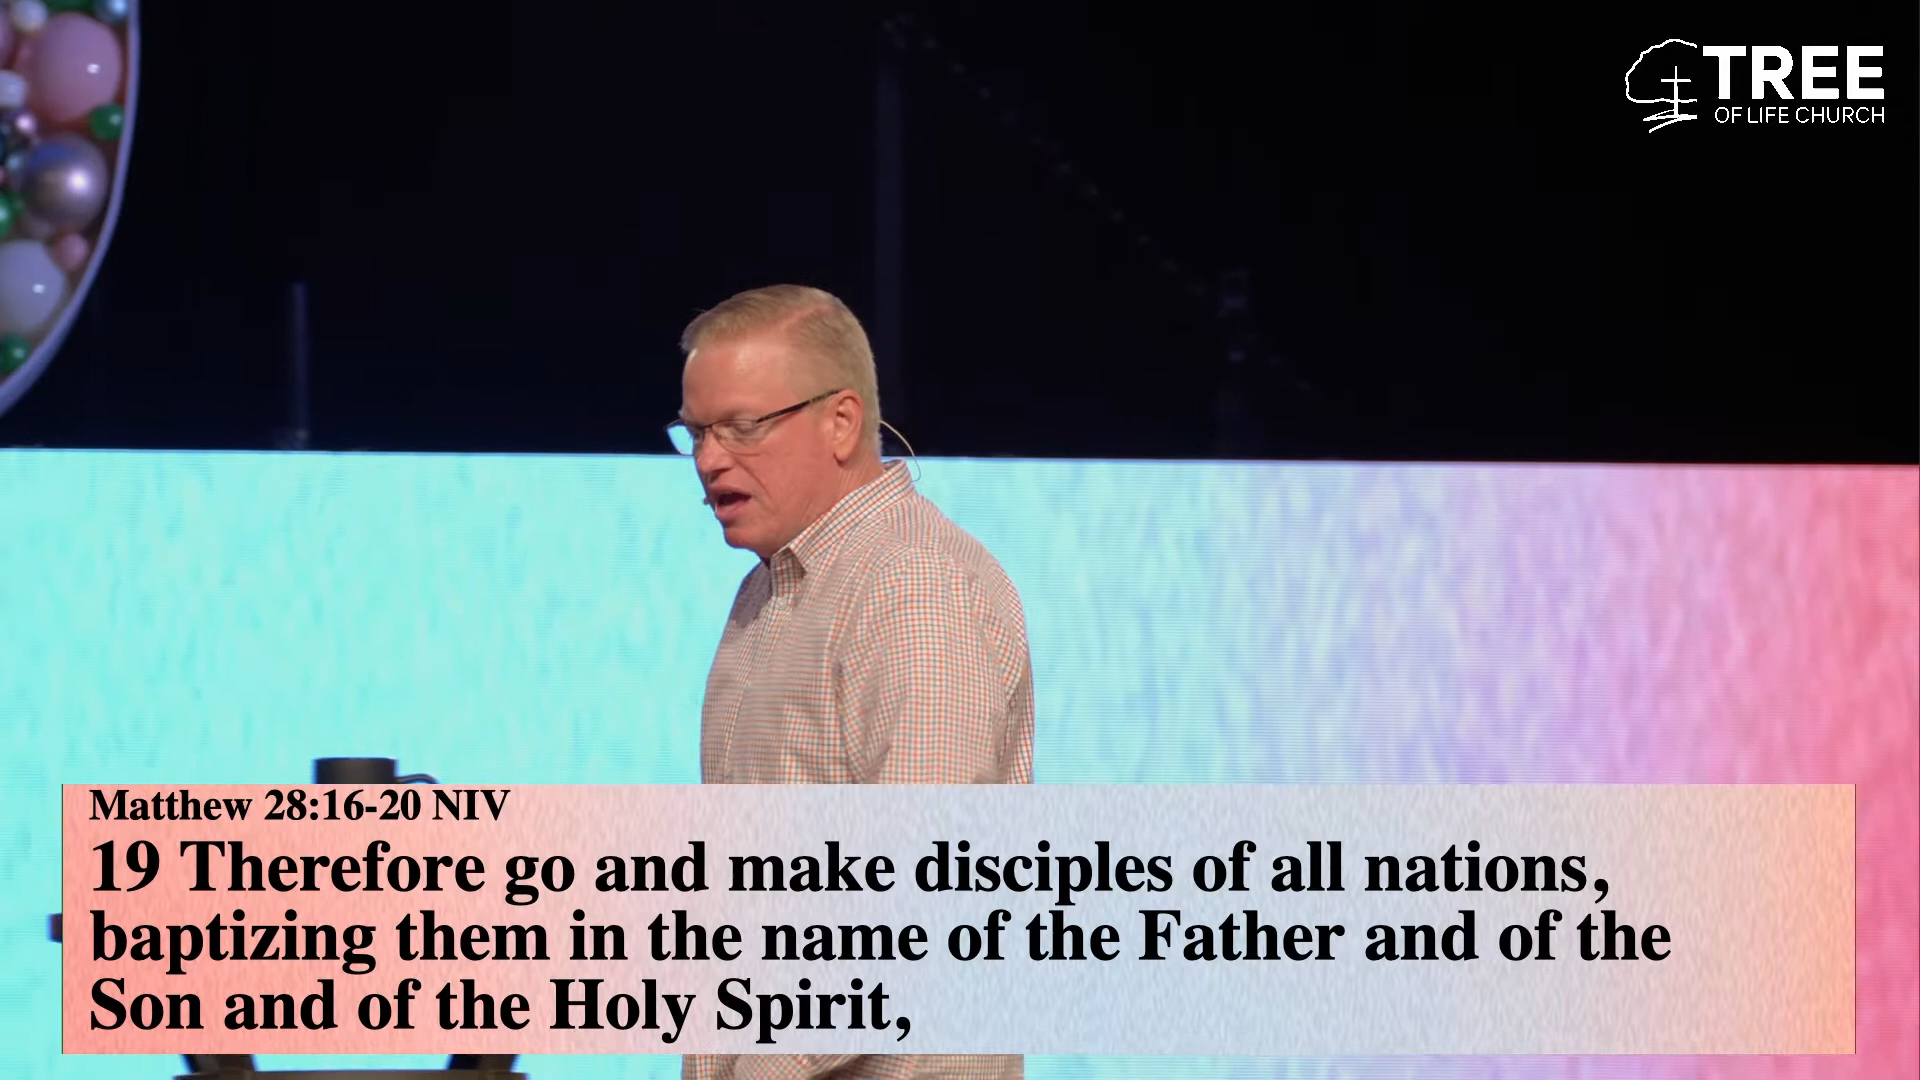 TREE
OF LIFE CHURCH
Matthew 28:16-20 NIV
19 Therefore go and make disciples of all nations,
baptizing them in the name of the Father and of the
Son and of the Holy Spirit,